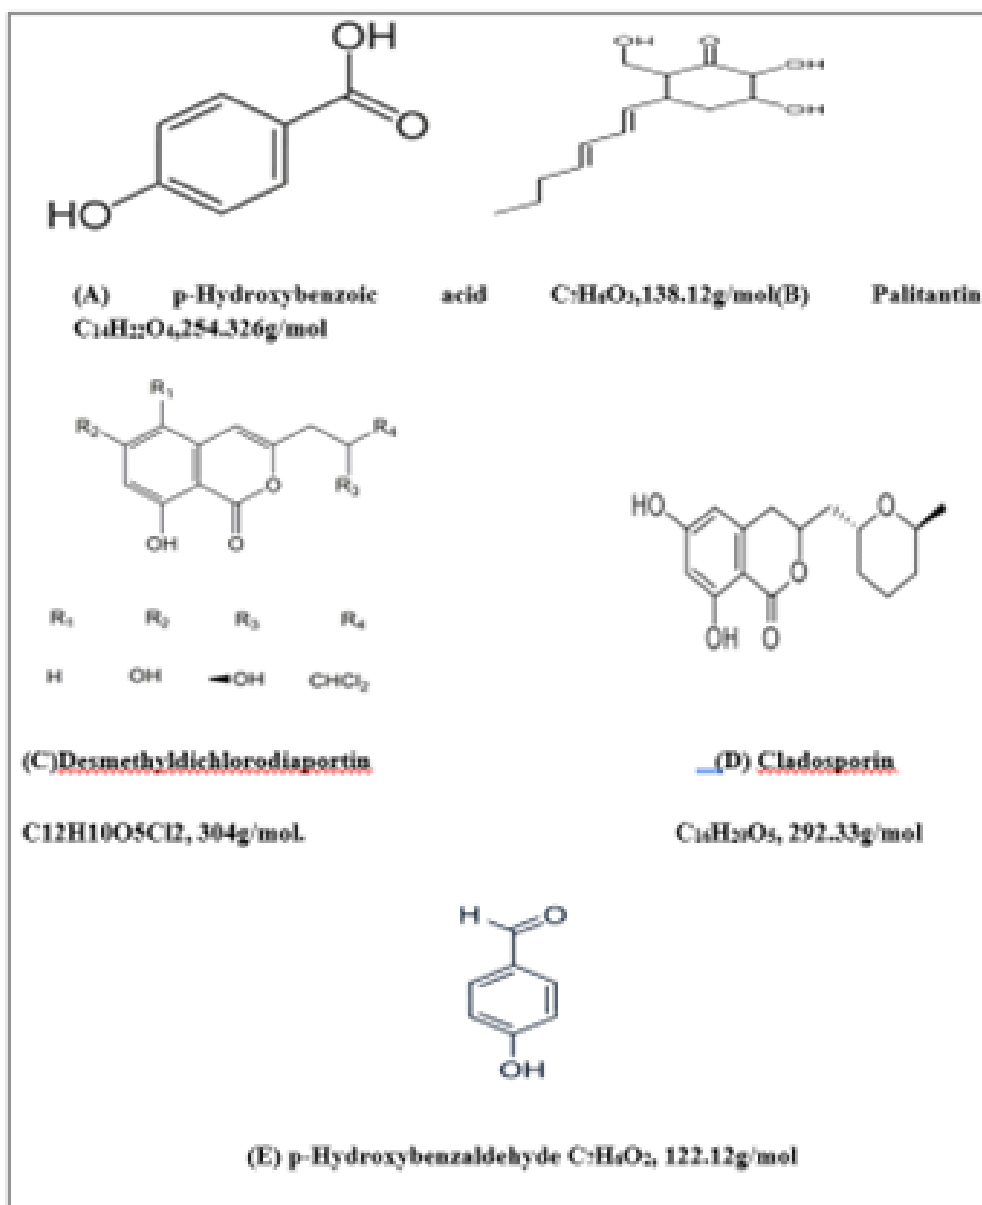 OH
O
HO
OH
O
OH
OH
(A) p-Hydroxybenzoic acid C₇H₆O₃,138.12g/mol(B) Palitantin
C₁₄H₂₂O₄,254.326g/mol
R₁
R₂
R₄
R₃
O
OH
O
R₁ R₂ R₃ R₄
H OH OH CHCl₂
HO
O
O
OH
O
(C)Desmethyldichlorodiaportin
(D) Cladosporin
C12H10O5Cl2, 304g/mol.
C₁₆H₂₀O₅, 292.33g/mol
H
O
OH
(E) p-Hydroxybenzaldehyde C₇H₆O₂, 122.12g/mol